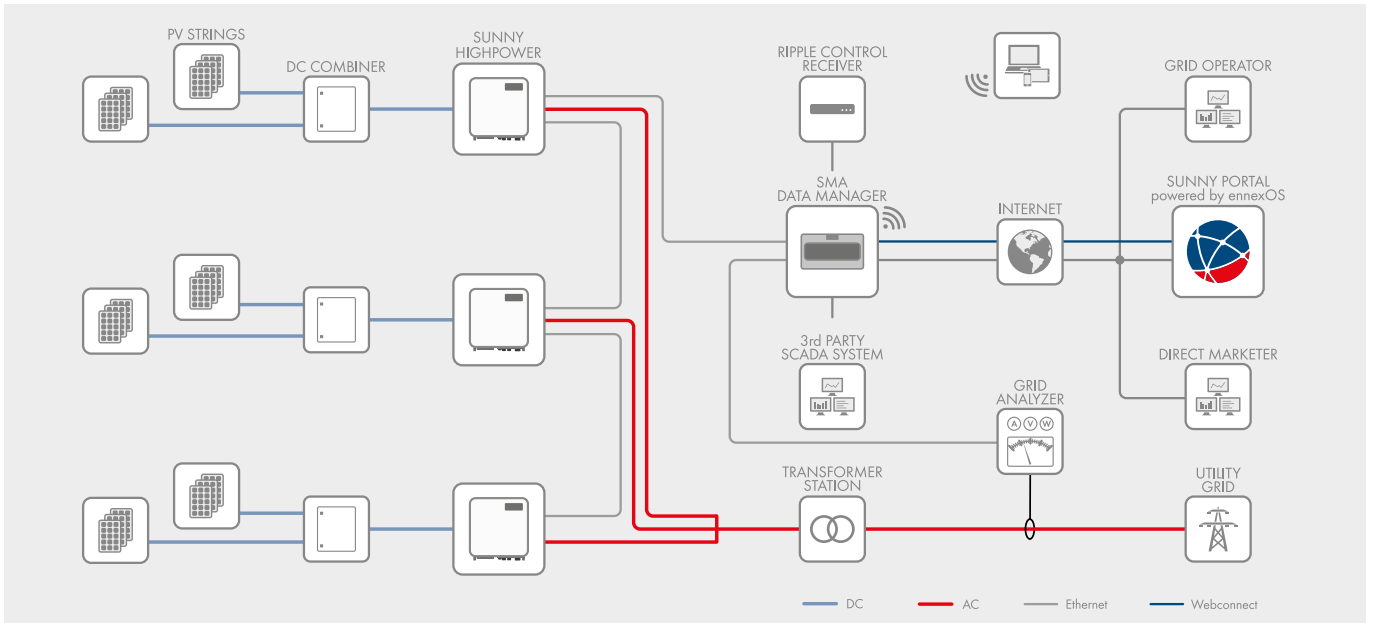 PV STRINGS
DC COMBINER
SUNNY
HIGHPOWER
RIPPLE CONTROL
RECEIVER
GRID OPERATOR
SMA
DATA MANAGER
INTERNET
SUNNY PORTAL
powered by ennexOS
3rd PARTY
SCADA SYSTEM
GRID
ANALYZER
A V W
DIRECT MARKETER
TRANSFORMER
STATION
UTILITY
GRID
DC
AC
Ethernet
Webconnect